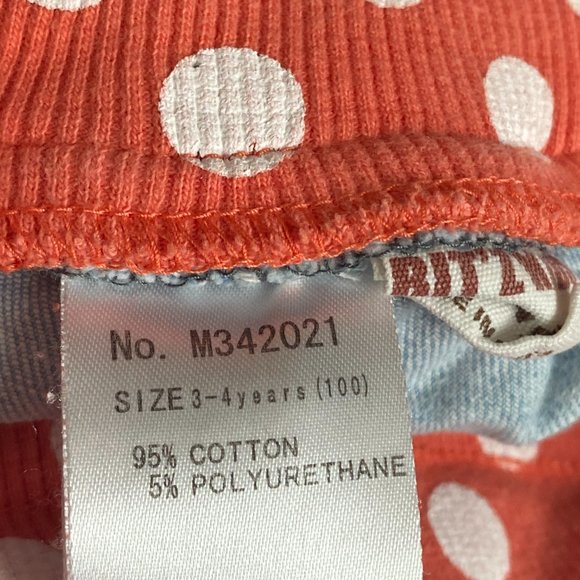 No. M342021
SIZE 3-4years (100)
95% COTTON
5% POLYURETHANE